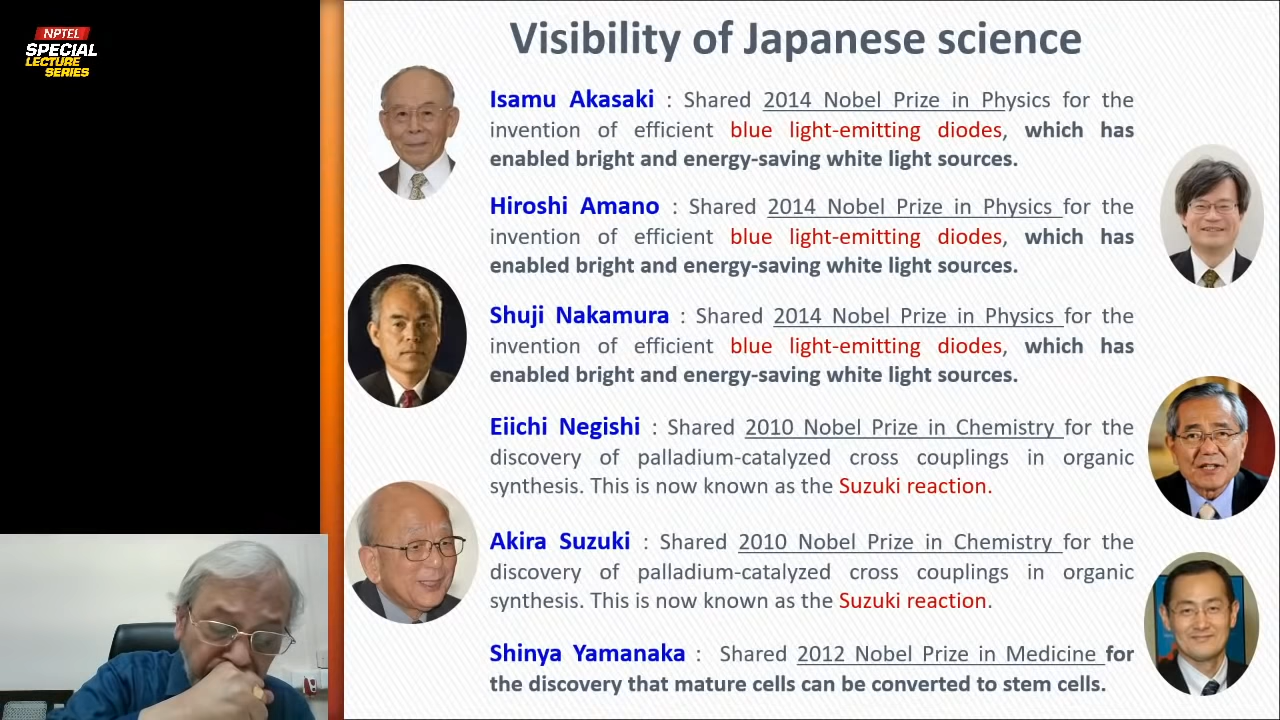 NPTEL
SPECIAL
LECTURE
SERIES
Visibility of Japanese science
Isamu Akasaki : Shared 2014 Nobel Prize in Physics for the
invention of efficient blue light-emitting diodes, which has
enabled bright and energy-saving white light sources.
Hiroshi Amano : Shared 2014 Nobel Prize in Physics for the
invention of efficient blue light-emitting diodes, which has
enabled bright and energy-saving white light sources.
Shuji Nakamura : Shared 2014 Nobel Prize in Physics for the
invention of efficient blue light-emitting diodes, which has
enabled bright and energy-saving white light sources.
Eiichi Negishi : Shared 2010 Nobel Prize in Chemistry for the
discovery of palladium-catalyzed cross couplings in organic
synthesis. This is now known as the Suzuki reaction.
Akira Suzuki : Shared 2010 Nobel Prize in Chemistry for the
discovery of palladium-catalyzed cross couplings in organic
synthesis. This is now known as the Suzuki reaction.
Shinya Yamanaka : Shared 2012 Nobel Prize in Medicine for
the discovery that mature cells can be converted to stem cells.